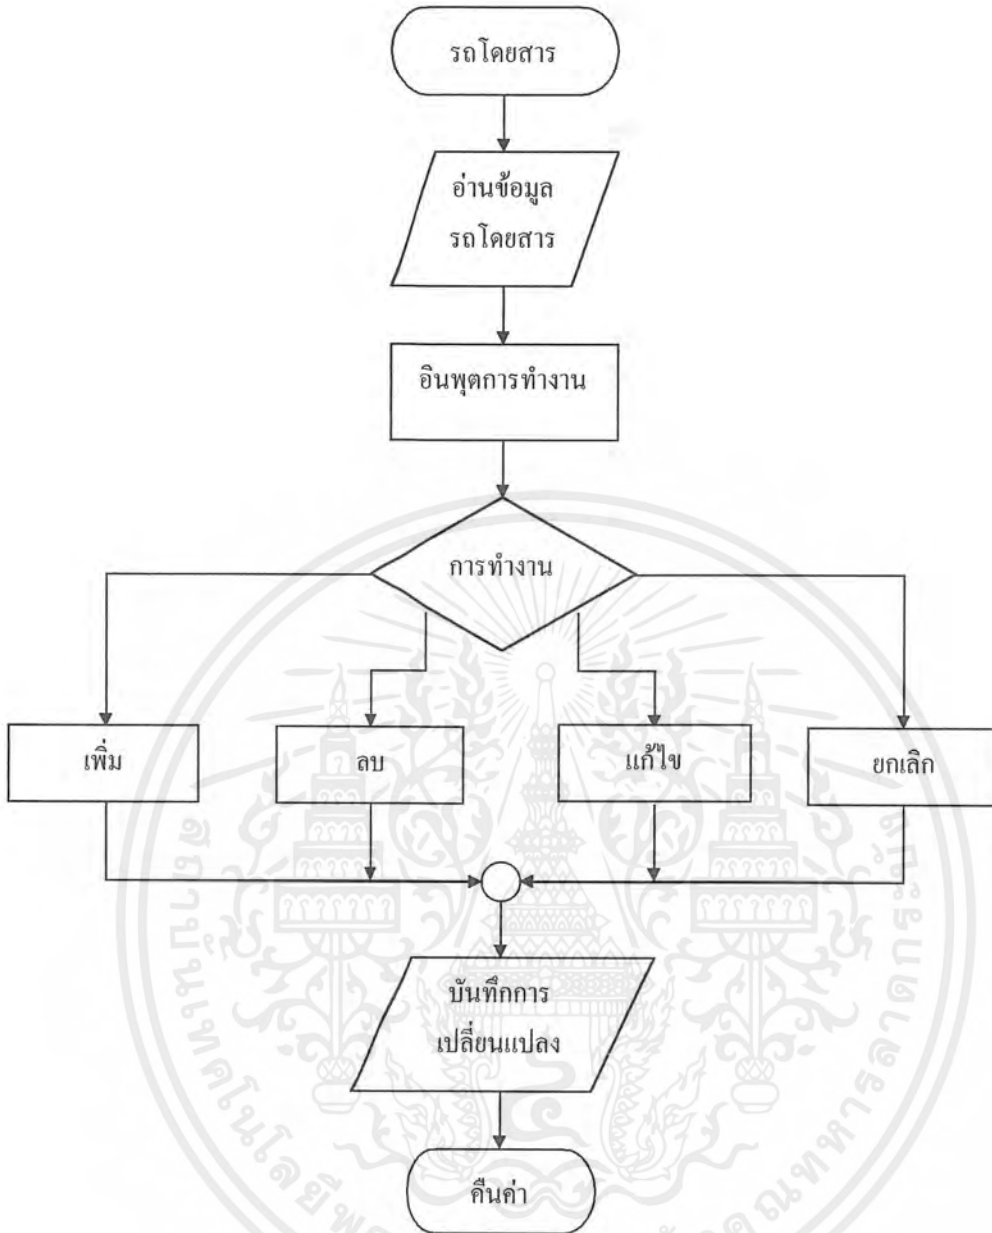 รถโดยสาร
อ่านข้อมูล
รถโดยสาร
อินพุตการทำงาน
การทำงาน
เพิ่ม
ลบ
แก้ไข
ยกเลิก
บันทึกการ
เปลี่ยนแปลง
คืนค่า